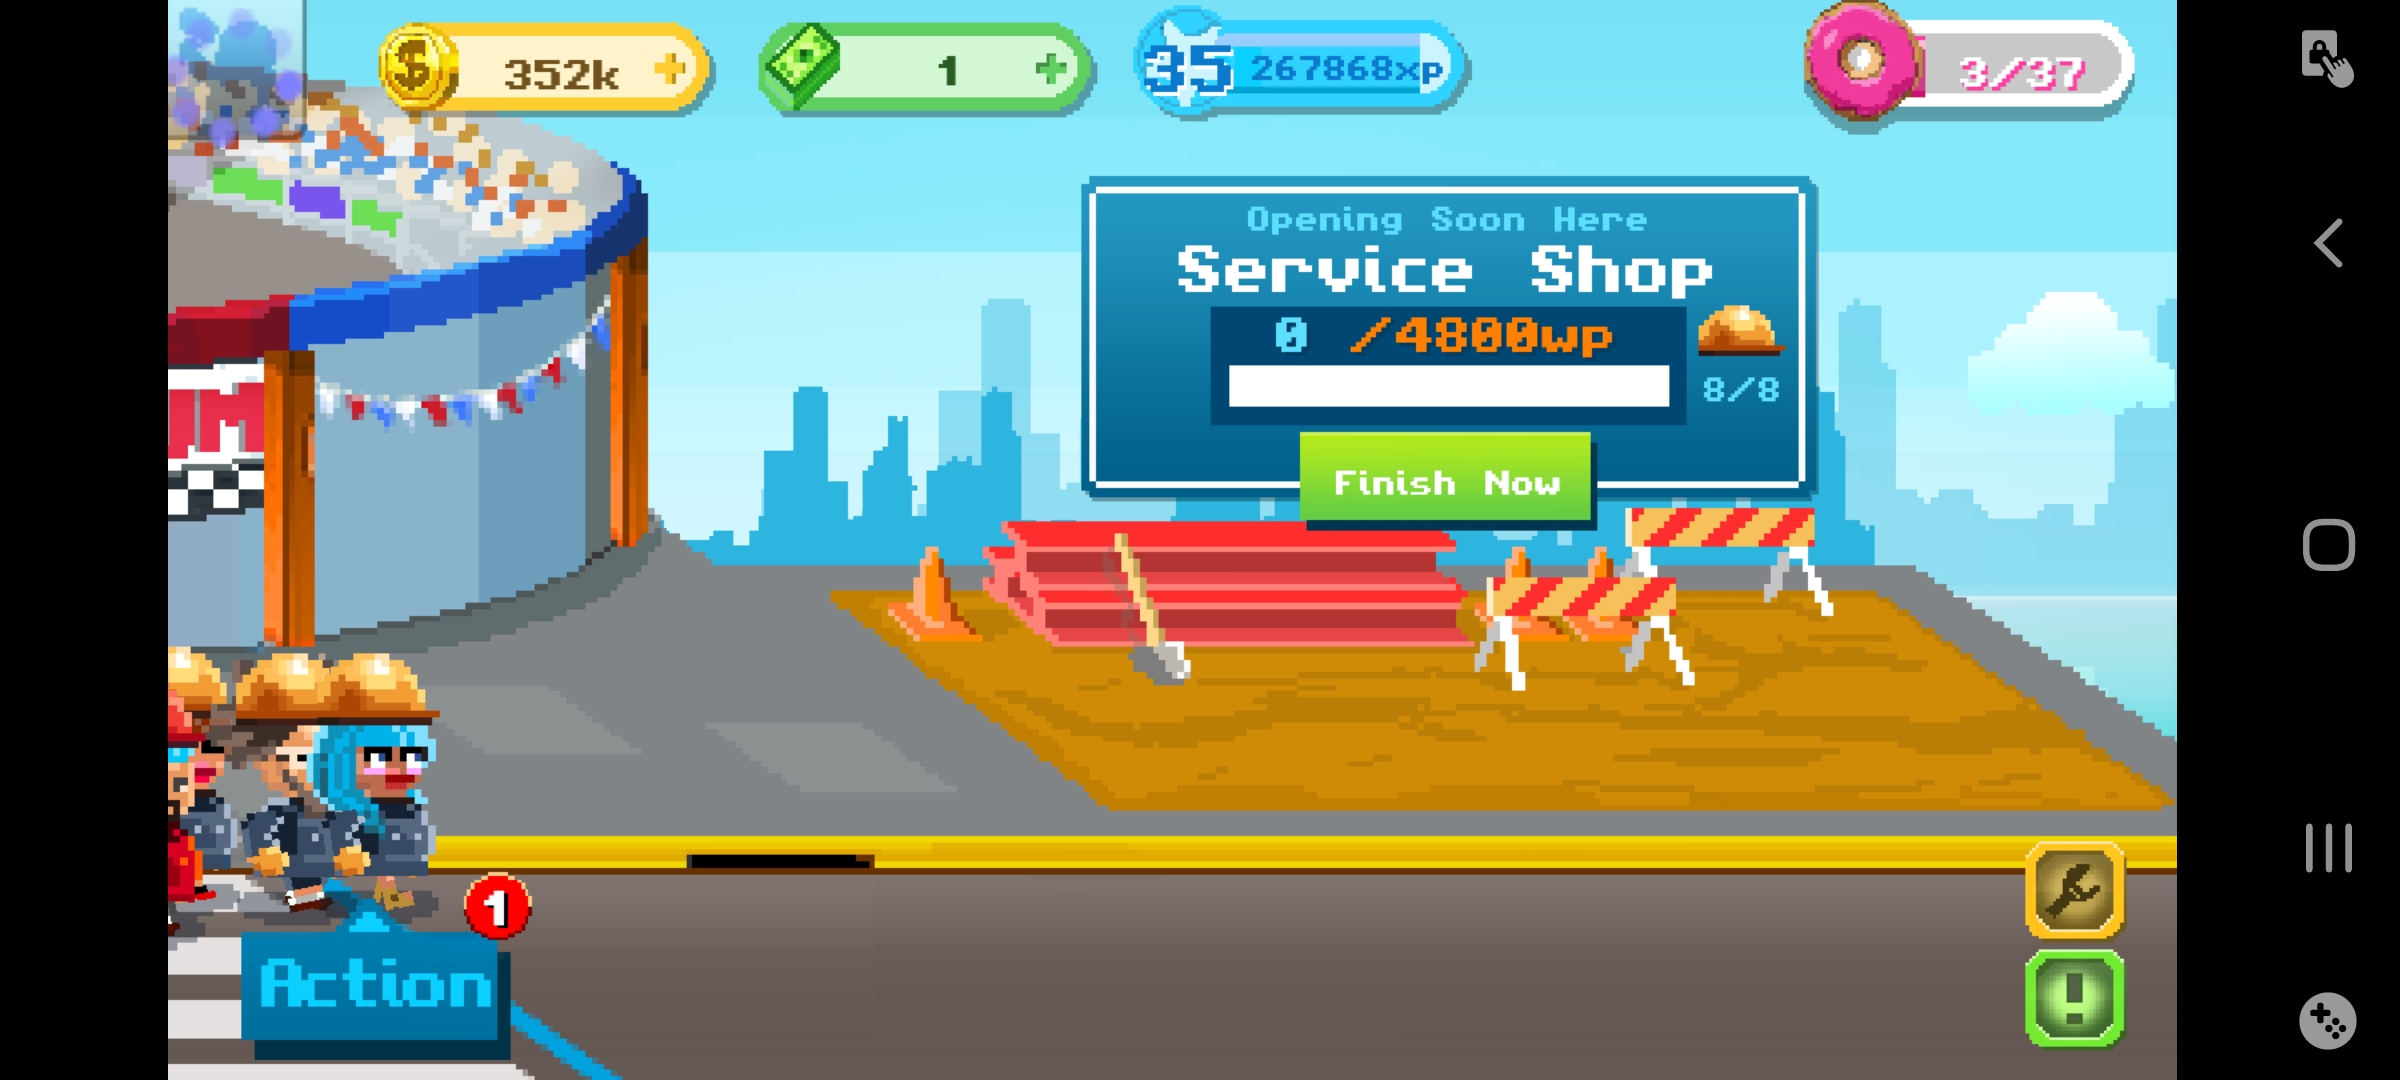 352k
1
35
267868xp
3/37
Opening Soon Here
Service Shop
0 /4800wp
8/8
Finish Now
1
Action